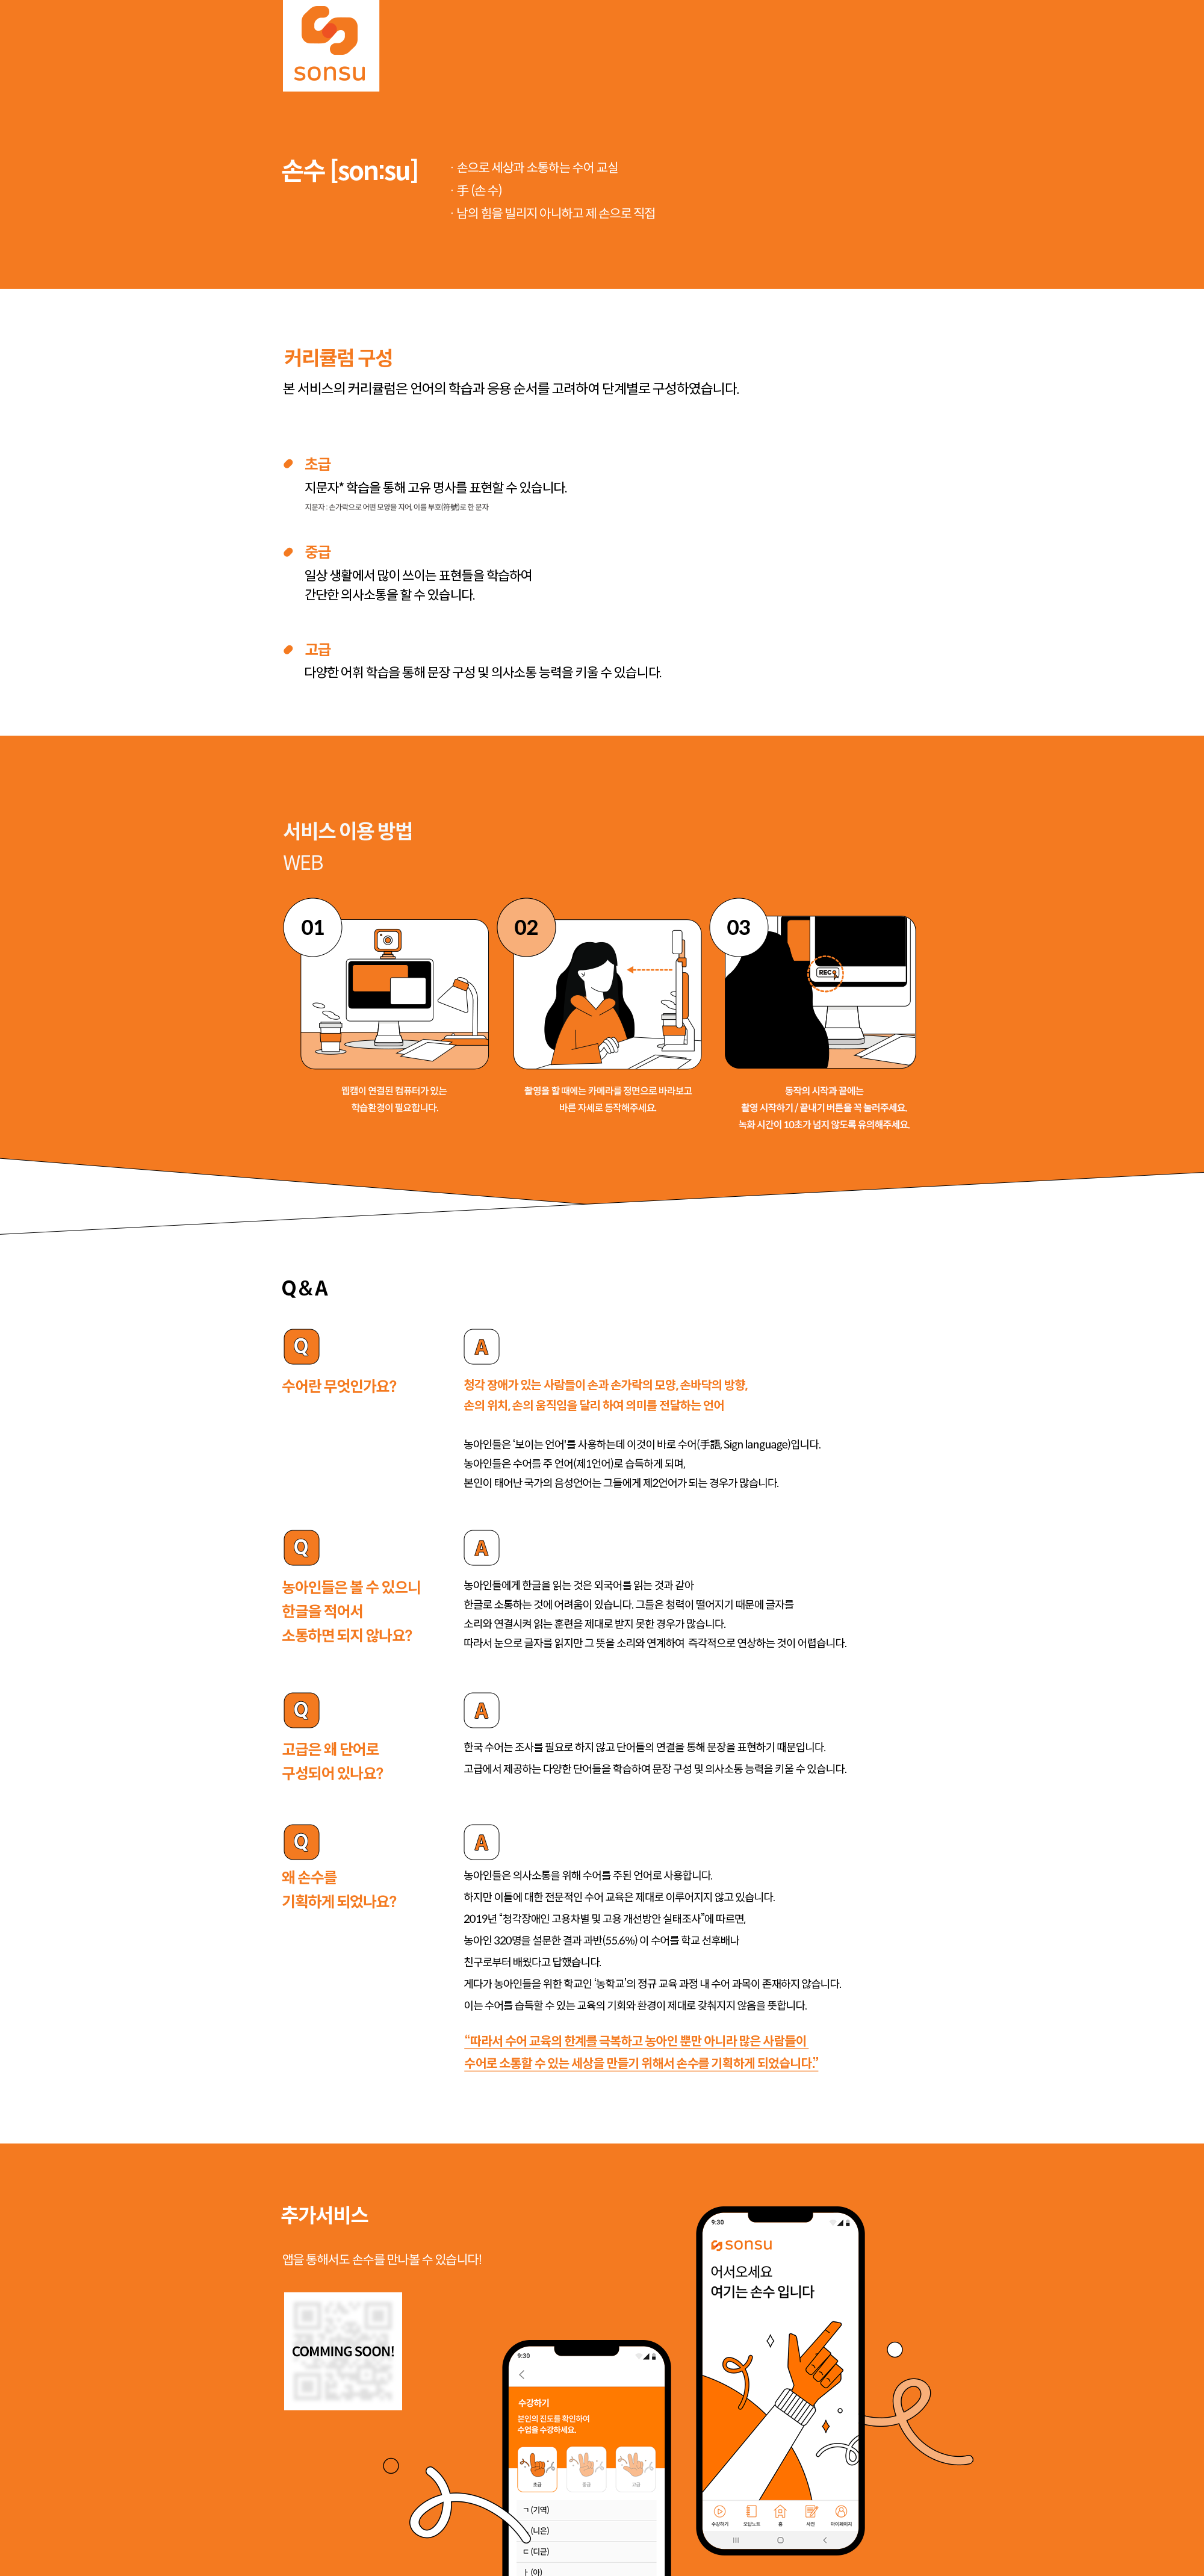 sonsu
손수 [son:su]
· 손으로 세상과 소통하는 수어 교실
· 手 (손 수)
· 남의 힘을 빌리지 아니하고 제 손으로 직접
커리큘럼 구성
본 서비스의 커리큘럼은 언어의 학습과 응용 순서를 고려하여 단계별로 구성하였습니다.
초급
지문자* 학습을 통해 고유 명사를 표현할 수 있습니다.
지문자 : 손가락으로 어떤 모양을 지어, 이를 부호(符號)로 한 문자
중급
일상 생활에서 많이 쓰이는 표현들을 학습하여
간단한 의사소통을 할 수 있습니다.
고급
다양한 어휘 학습을 통해 문장 구성 및 의사소통 능력을 키울 수 있습니다.
서비스 이용 방법
WEB
01
02
03
REC
웹캠이 연결된 컴퓨터가 있는
학습환경이 필요합니다.
촬영을 할 때에는 카메라를 정면으로 바라보고
바른 자세로 동작해주세요.
동작의 시작과 끝에는
촬영 시작하기 / 끝내기 버튼을 꼭 눌러주세요.
녹화 시간이 10초가 넘지 않도록 유의해주세요.
Q & A
Q
수어란 무엇인가요?
A
청각 장애가 있는 사람들이 손과 손가락의 모양, 손바닥의 방향,
손의 위치, 손의 움직임을 달리 하여 의미를 전달하는 언어
농아인들은 ‘보이는 언어’를 사용하는데 이것이 바로 수어(手語, Sign language)입니다.
농아인들은 수어를 주 언어(제1언어)로 습득하게 되며,
본인이 태어난 국가의 음성언어는 그들에게 제2언어가 되는 경우가 많습니다.
Q
농아인들은 볼 수 있으니
한글을 적어서
소통하면 되지 않나요?
A
농아인들에게 한글을 읽는 것은 외국어를 읽는 것과 같아
한글로 소통하는 것에 어려움이 있습니다. 그들은 청력이 떨어지기 때문에 글자를
소리와 연결시켜 읽는 훈련을 제대로 받지 못한 경우가 많습니다.
따라서 눈으로 글자를 읽지만 그 뜻을 소리와 연계하여 즉각적으로 연상하는 것이 어렵습니다.
Q
고급은 왜 단어로
구성되어 있나요?
A
한국 수어는 조사를 필요로 하지 않고 단어들의 연결을 통해 문장을 표현하기 때문입니다.
고급에서 제공하는 다양한 단어들을 학습하여 문장 구성 및 의사소통 능력을 키울 수 있습니다.
Q
왜 손수를
기획하게 되었나요?
A
농아인들은 의사소통을 위해 수어를 주된 언어로 사용합니다.
하지만 이들에 대한 전문적인 수어 교육은 제대로 이루어지지 않고 있습니다.
2019년 “청각장애인 고용차별 및 고용 개선방안 실태조사”에 따르면,
농아인 320명을 설문한 결과 과반(55.6%) 이 수어를 학교 선후배나
친구로부터 배웠다고 답했습니다.
게다가 농아인들을 위한 학교인 ‘농학교’의 정규 교육 과정 내 수어 과목이 존재하지 않습니다.
이는 수어를 습득할 수 있는 교육의 기회와 환경이 제대로 갖춰지지 않음을 뜻합니다.
“따라서 수어 교육의 한계를 극복하고 농아인 뿐만 아니라 많은 사람들이
수어로 소통할 수 있는 세상을 만들기 위해서 손수를 기획하게 되었습니다.”
추가서비스
앱을 통해서도 손수를 만나볼 수 있습니다!
COMMING SOON!
9:30
수강하기
본인의 진도를 확인하여
수업을 수강하세요.
초급
중급
고급
ㄱ (기역)
(니은)
ㄷ (디귿)
ㅏ (아)
9:30
sonsu
어서오세요
여기는 손수 입니다
수강하기
오답노트
홈
사전
마이페이지